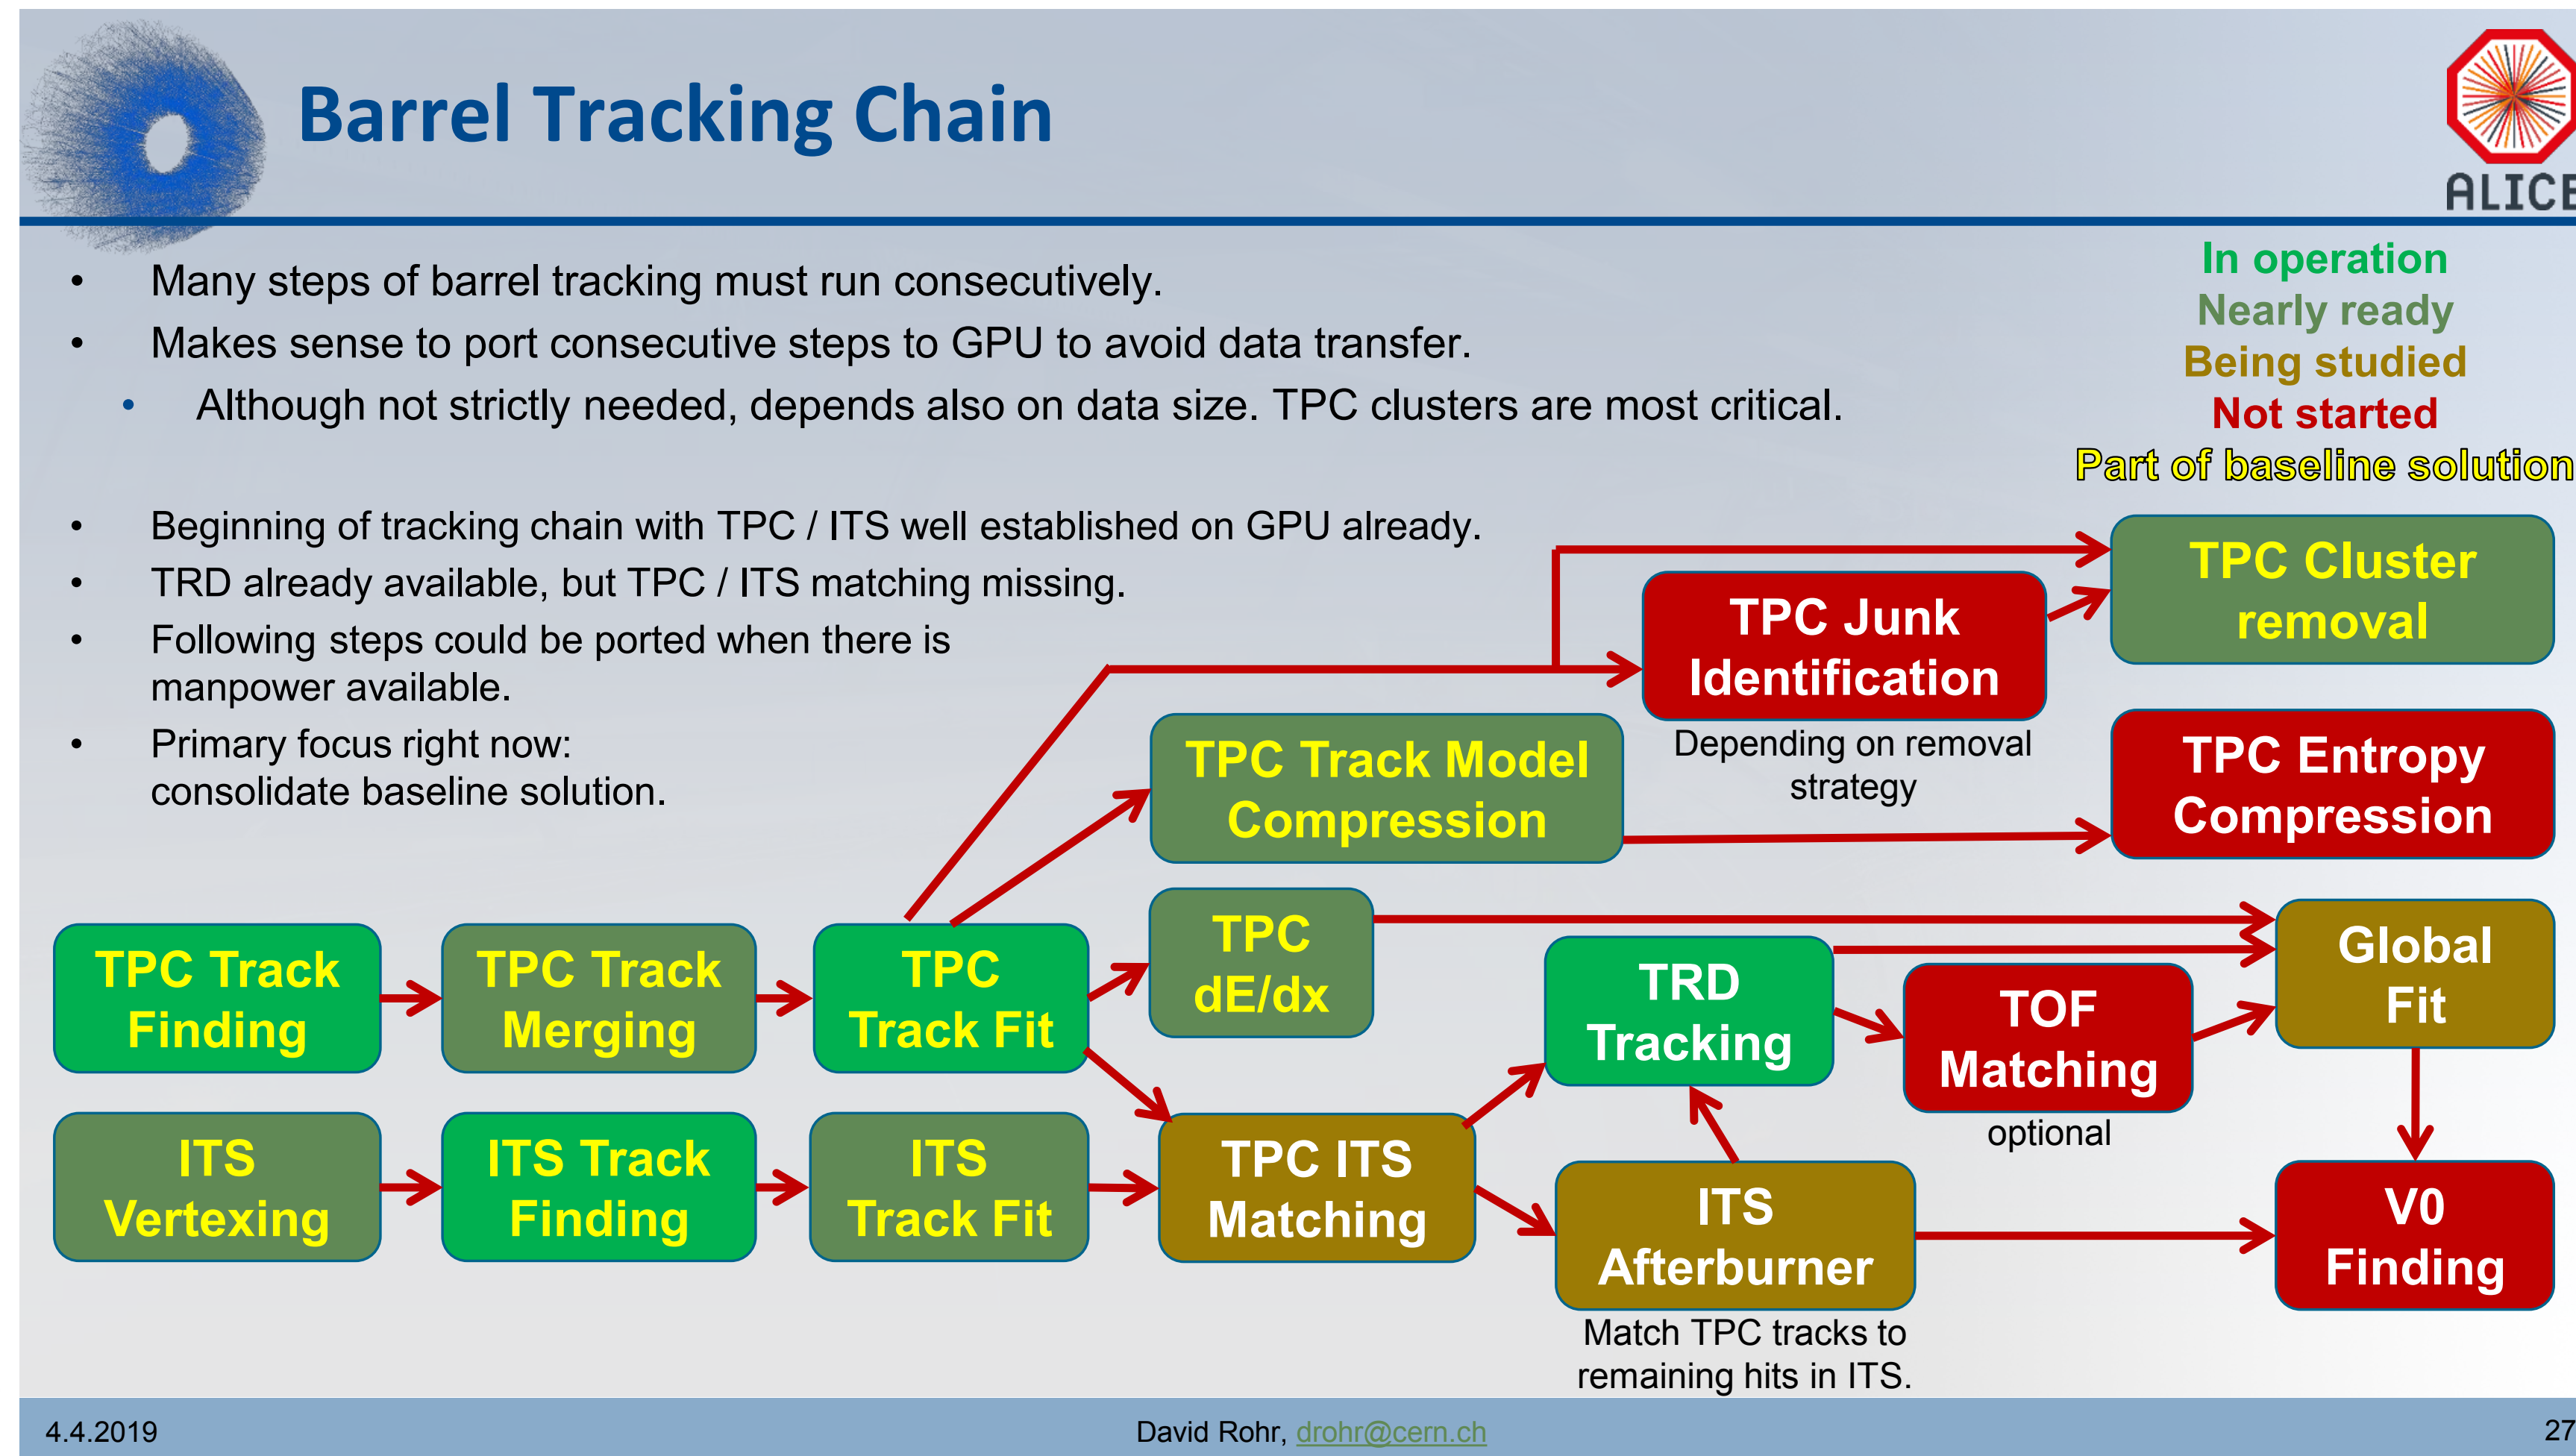 Barrel Tracking Chain
ALICE
• Many steps of barrel tracking must run consecutively.
• Makes sense to port consecutive steps to GPU to avoid data transfer.
• Although not strictly needed, depends also on data size. TPC clusters are most critical.
• Beginning of tracking chain with TPC / ITS well established on GPU already.
• TRD already available, but TPC / ITS matching missing.
• Following steps could be ported when there is
manpower available.
• Primary focus right now:
consolidate baseline solution.
In operation
Nearly ready
Being studied
Not started
Part of baseline solution
TPC Cluster
removal
TPC Junk
Identification
Depending on removal
strategy
TPC Track Model
Compression
TPC Entropy
Compression
TPC Track
Finding
TPC Track
Merging
TPC
Track Fit
TPC
dE/dx
TRD
Tracking
TOF
Matching
optional
Global
Fit
ITS
Vertexing
ITS Track
Finding
ITS
Track Fit
TPC ITS
Matching
ITS
Afterburner
Match TPC tracks to
remaining hits in ITS.
V0
Finding
4.4.2019
David Rohr, drohr@cern.ch
27